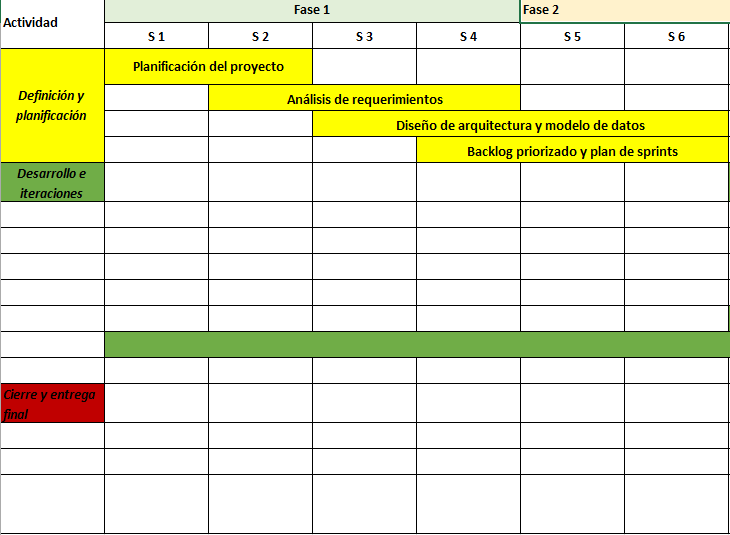 Actividad
Fase 1
Fase 2
S 1
S 2
S 3
S 4
S 5
S 6
Definición y
planificación
Planificación del proyecto
Análisis de requerimientos
Diseño de arquitectura y modelo de datos
Backlog priorizado y plan de sprints
Desarrollo e
iteraciones
Cierre y entrega
final